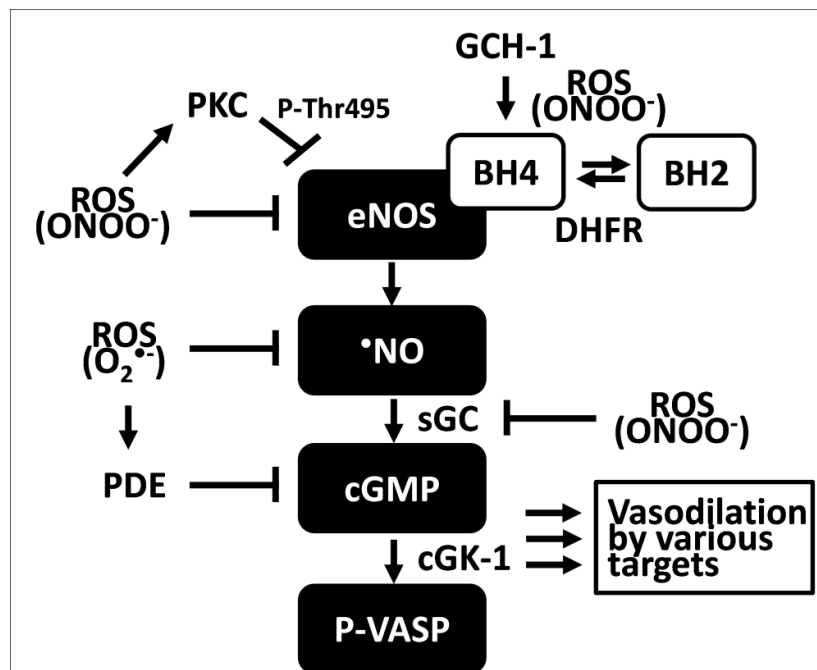 GCH-1
PKC
P-Thr495
ROS
(ONOO⁻)
BH4
BH2
ROS
(ONOO⁻)
eNOS
DHFR
ROS
(O₂•⁻)
•NO
sGC
ROS
(ONOO⁻)
PDE
cGMP
Vasodilation
by various
targets
cGK-1
P-VASP